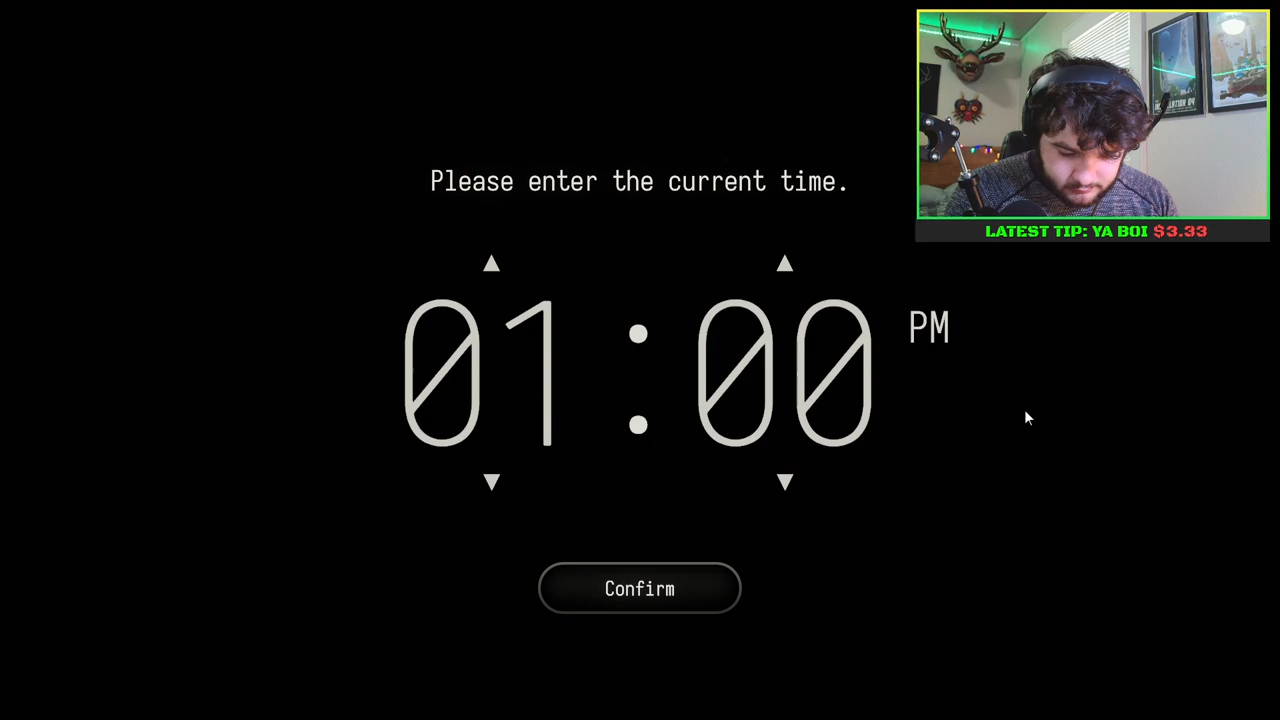 Please enter the current time.
LATEST TIP: YA BOI $3.33
01:00 PM
Confirm